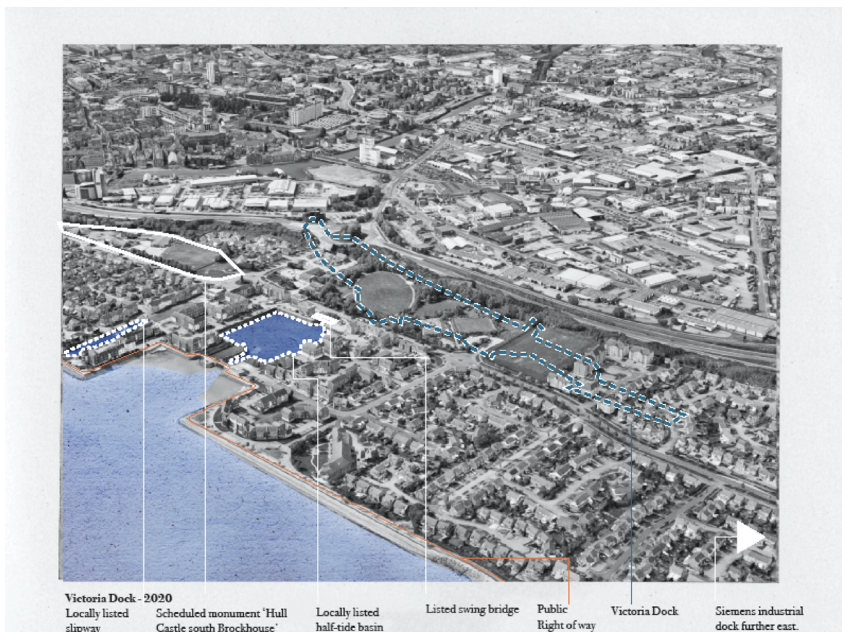 Victoria Dock - 2020
Locally listed
slipway
Scheduled monument ‘Hull
Castle south Brockhouse’
Locally listed
half-tide basin
Listed swing bridge
Public
Right of way
Victoria Dock
Siemens industrial
dock further east.